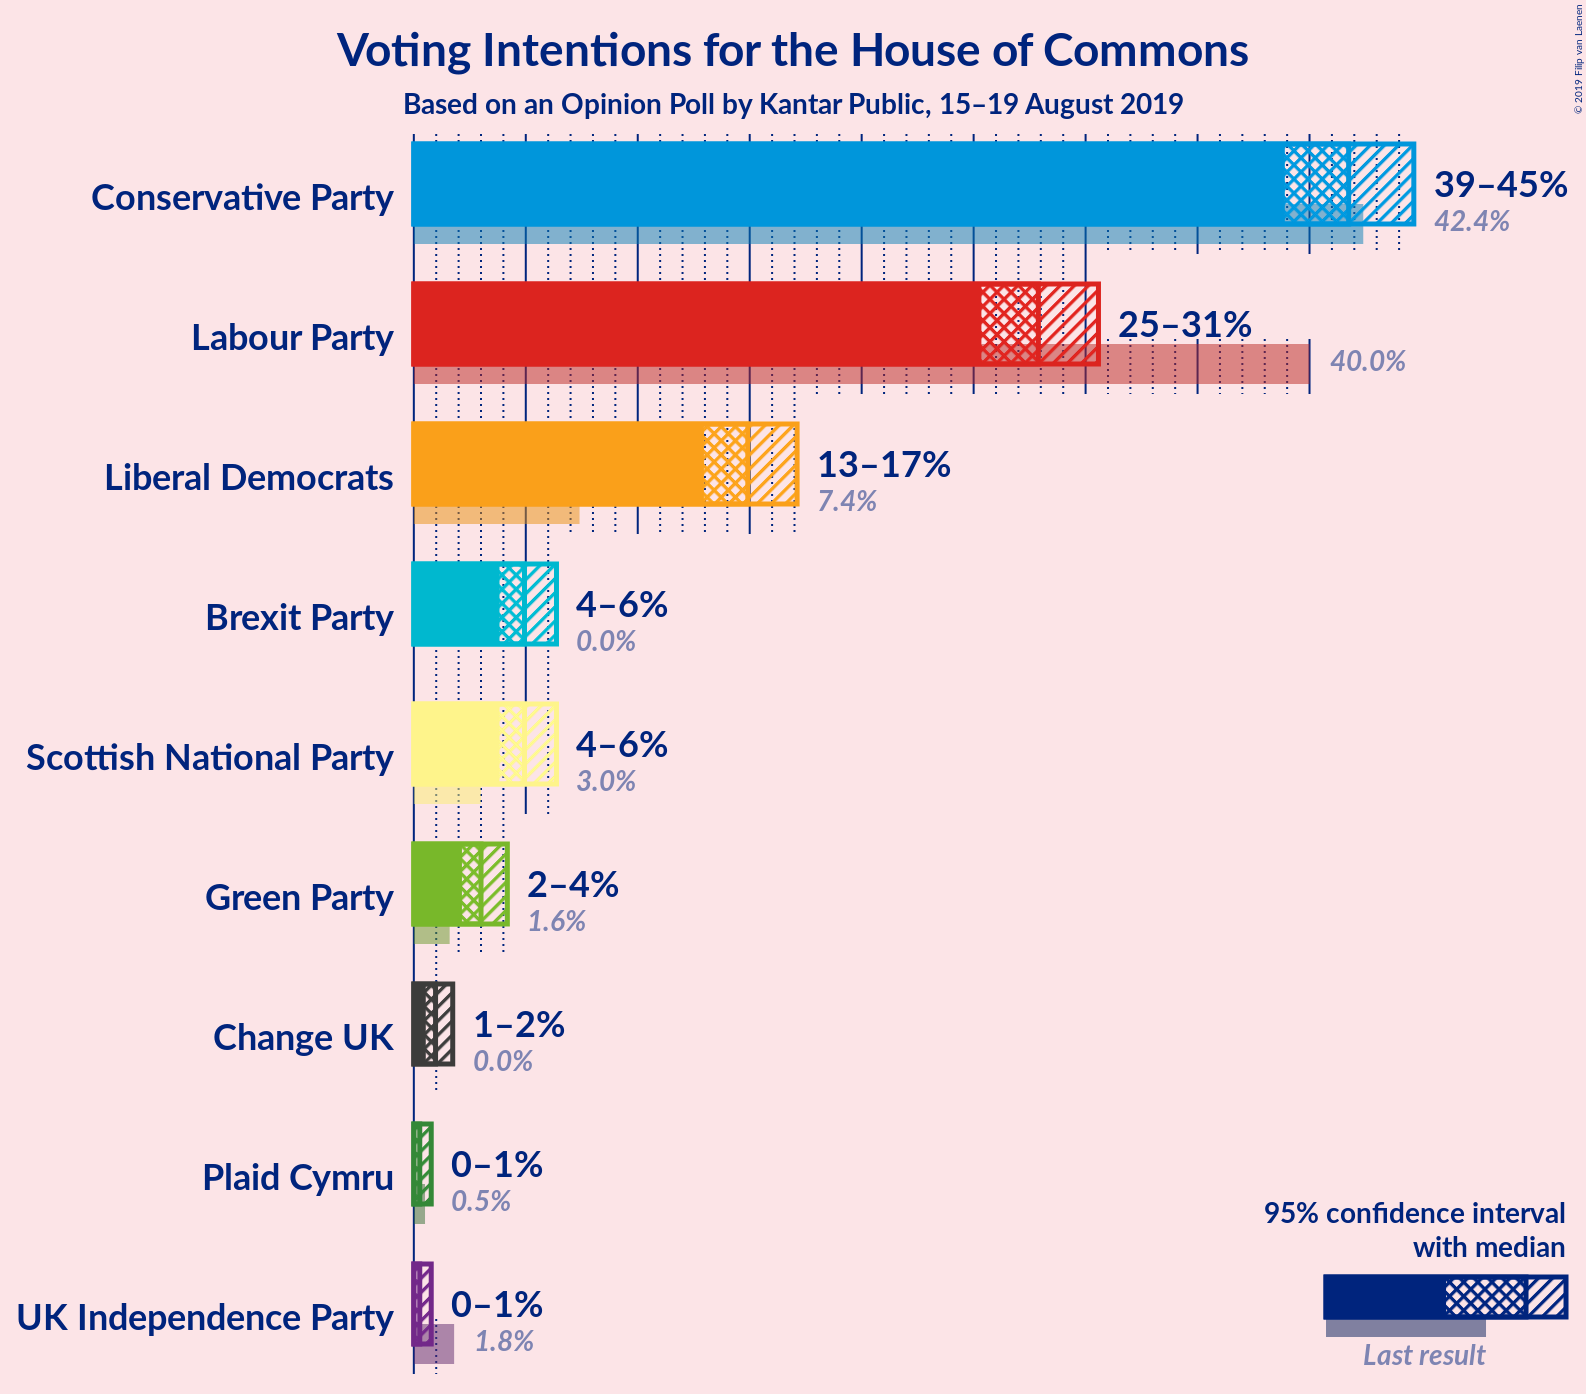 Voting Intentions for the House of Commons
Based on an Opinion Poll by Kantar Public, 15–19 August 2019
© 2019 Filip van Laenen
Conservative Party
39–45%
42.4%
Labour Party
25–31%
40.0%
Liberal Democrats
13–17%
7.4%
Brexit Party
4–6%
0.0%
Scottish National Party
4–6%
3.0%
Green Party
2–4%
1.6%
Change UK
1–2%
0.0%
Plaid Cymru
0–1%
0.5%
UK Independence Party
0–1%
1.8%
95% confidence interval
with median
Last result